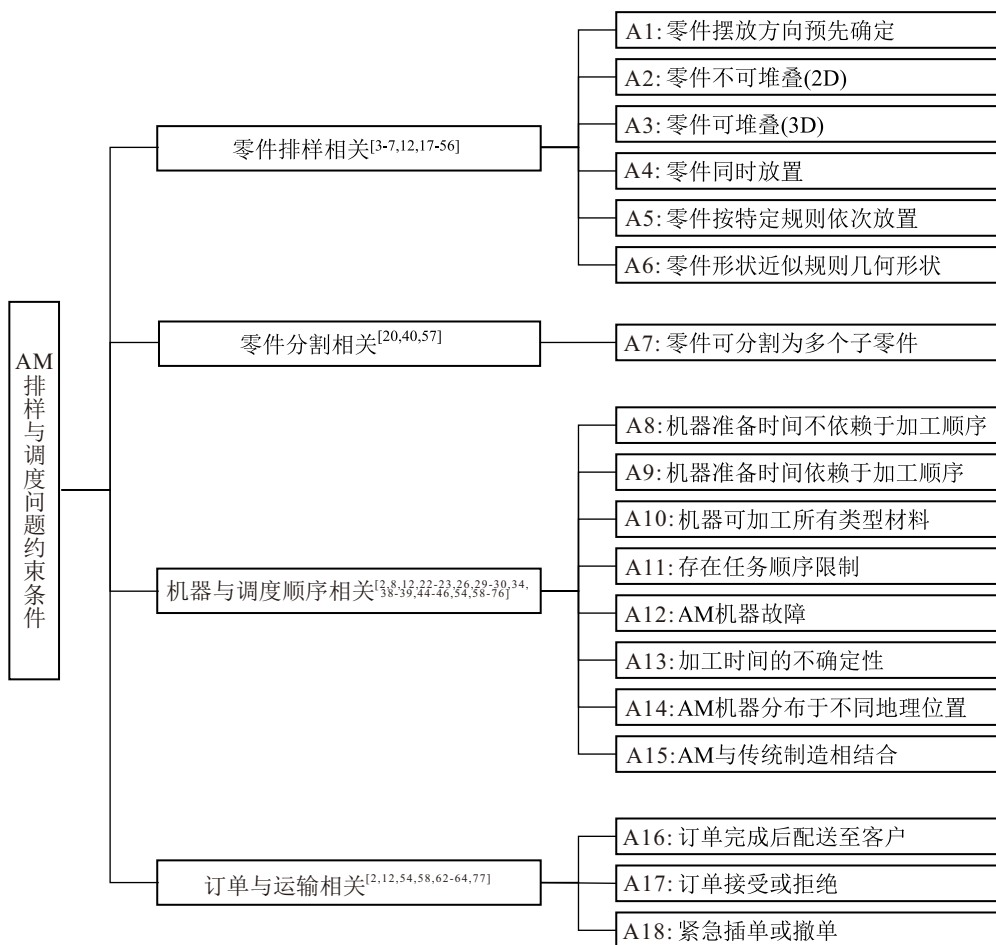 AM排样与调度问题约束条件
零件排样相关[3-7,12,17-56]
A1: 零件摆放方向预先确定
A2: 零件不可堆叠(2D)
A3: 零件可堆叠(3D)
A4: 零件同时放置
A5: 零件按特定规则依次放置
A6: 零件形状近似规则几何形状
零件分割相关[20,40,57]
A7: 零件可分割为多个子零件
机器与调度顺序相关[2,8,12,22-23,26,29-30,34,
38-39,44-46,54,58-76]
A8: 机器准备时间不依赖于加工顺序
A9: 机器准备时间依赖于加工顺序
A10: 机器可加工所有类型材料
A11: 存在任务顺序限制
A12: AM机器故障
A13: 加工时间的不确定性
A14: AM机器分布于不同地理位置
A15:AM与传统制造相结合
订单与运输相关[2,12,54,58,62-64,77]
A16: 订单完成后配送至客户
A17: 订单接受或拒绝
A18: 紧急插单或撤单